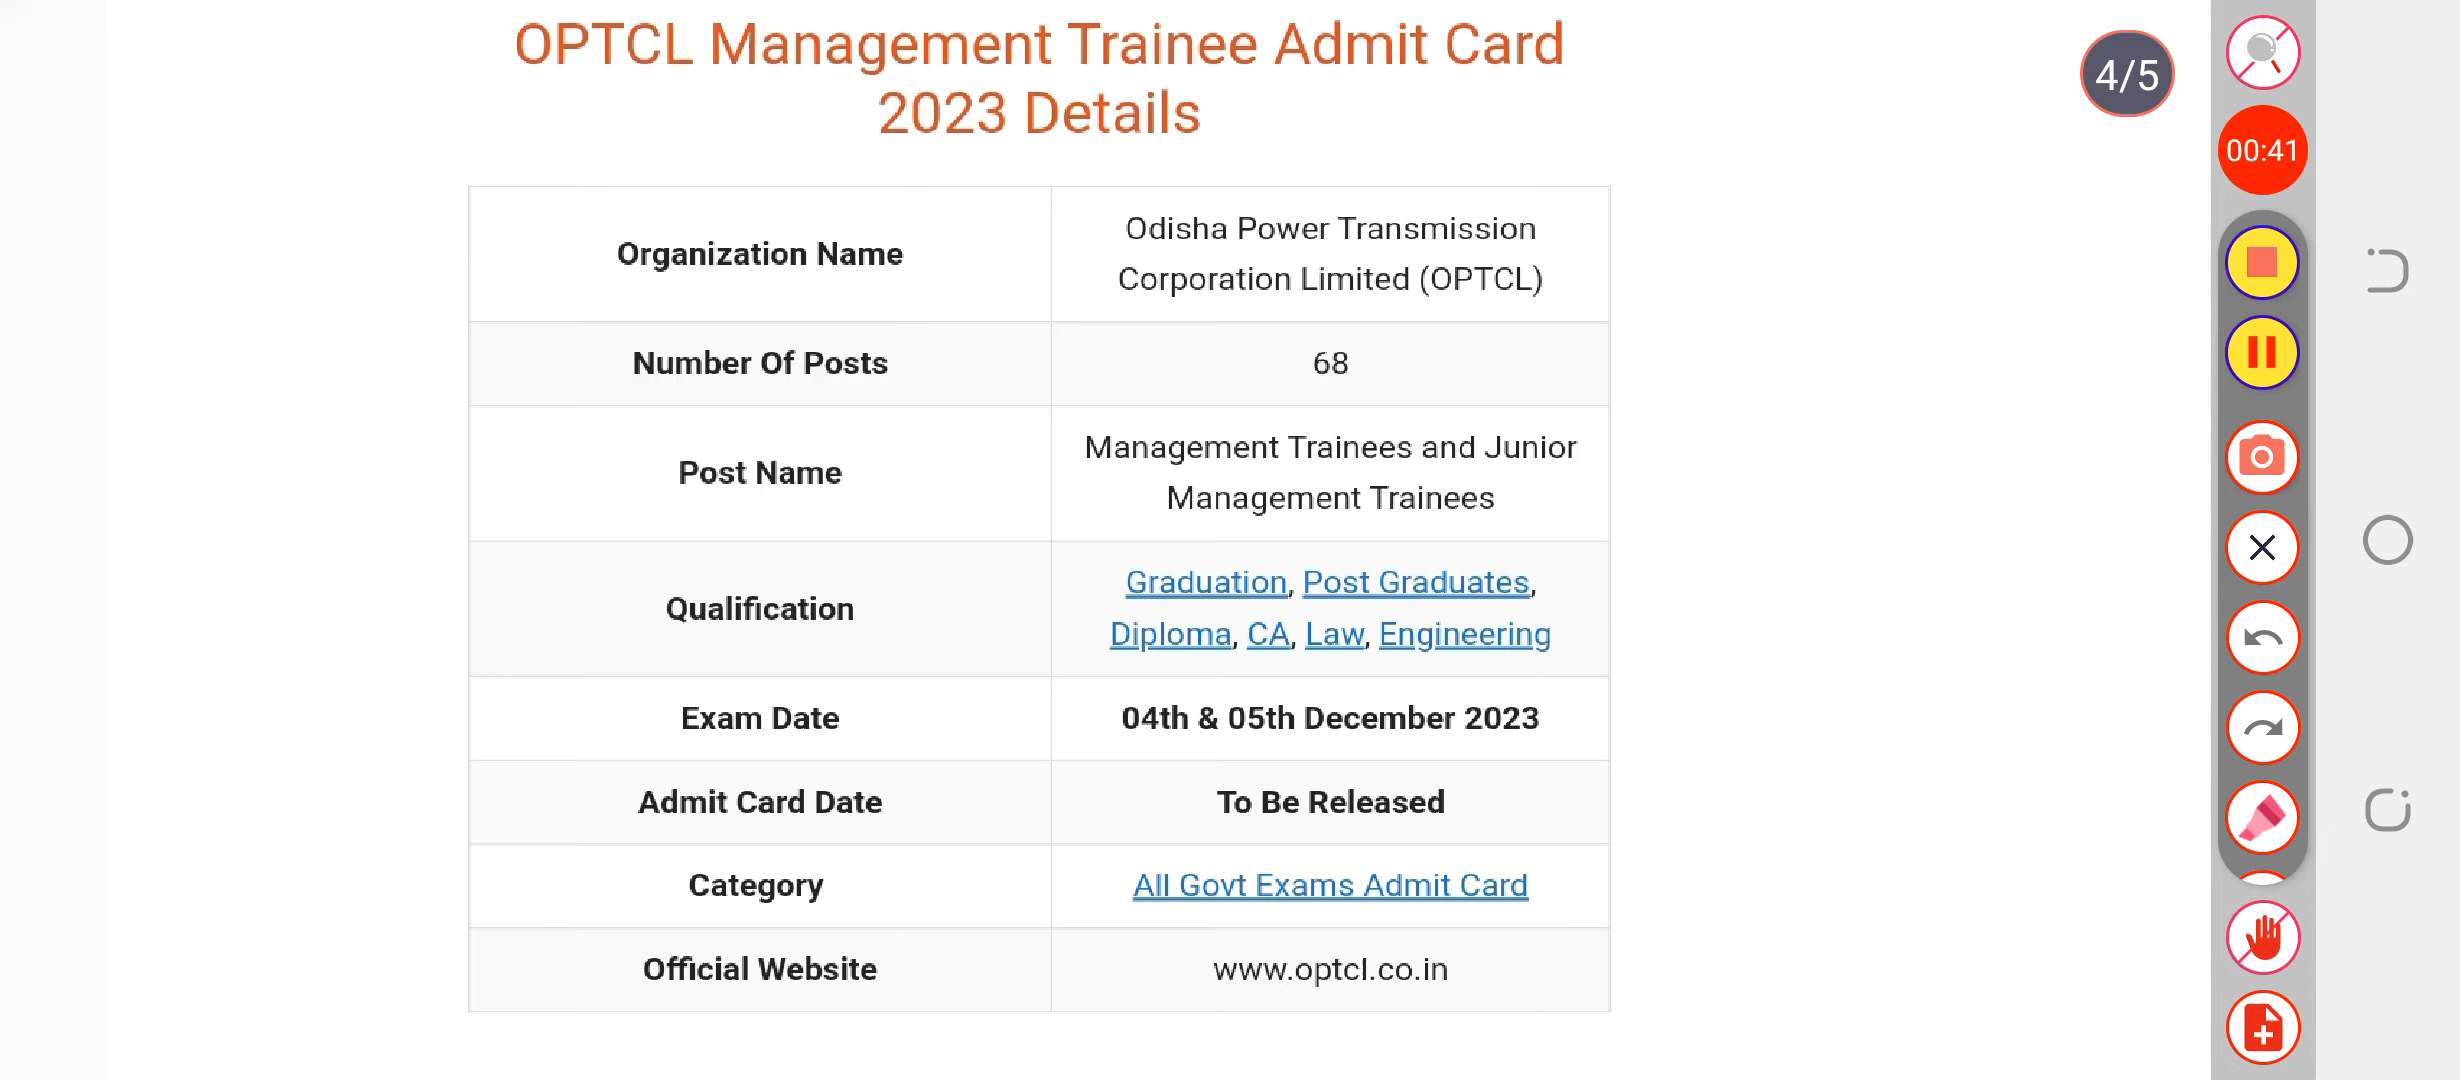 OPTCL Management Trainee Admit Card
2023 Details
4/5
00:41
Organization Name
Odisha Power Transmission
Corporation Limited (OPTCL)
Number Of Posts
68
Post Name
Management Trainees and Junior
Management Trainees
Qualification
Graduation, Post Graduates,
Diploma, CA, Law, Engineering
Exam Date
04th & 05th December 2023
Admit Card Date
To Be Released
Category
All Govt Exams Admit Card
Official Website
www.optcl.co.in